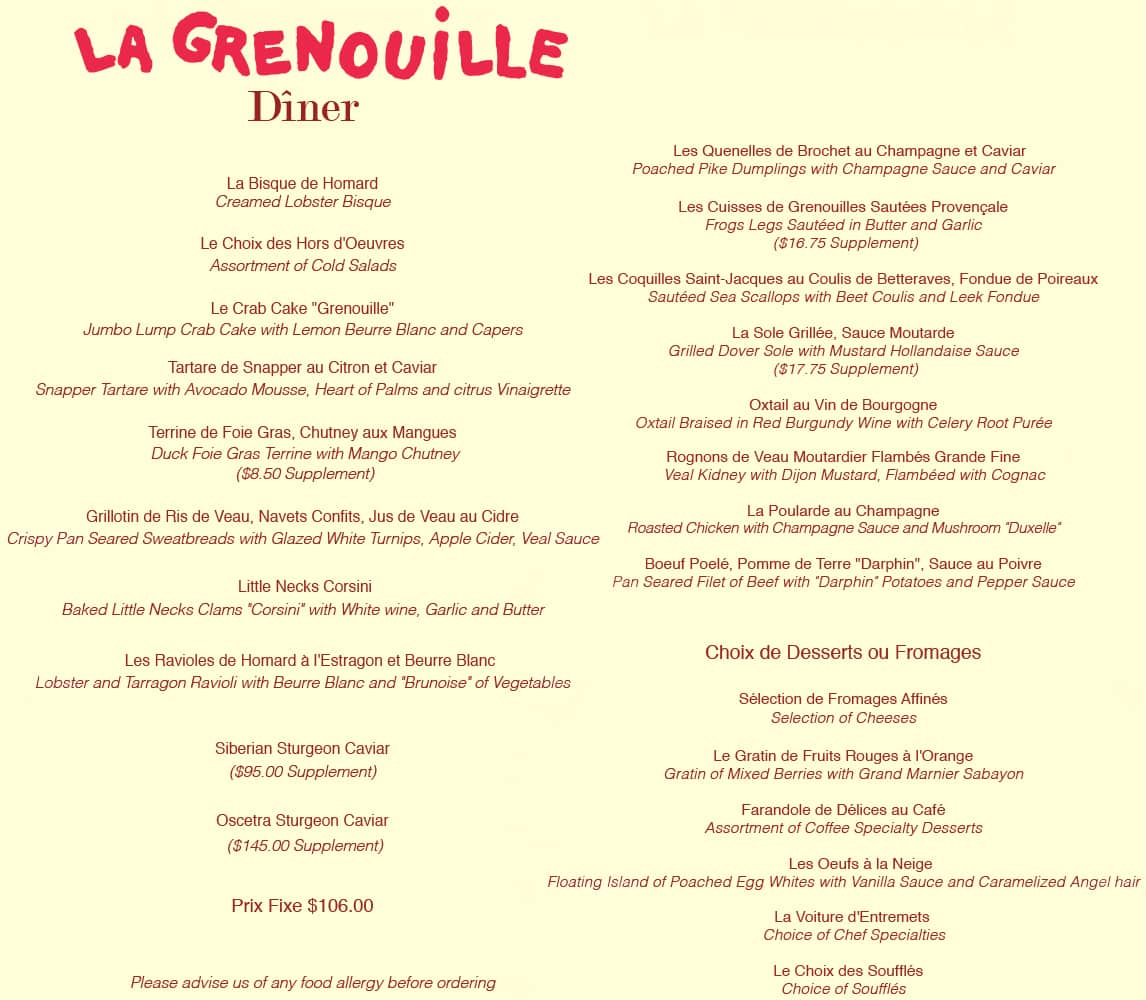 LA GRENOUILLE
Dîner
La Bisque de Homard
Creamed Lobster Bisque
Le Choix des Hors d'Oeuvres
Assortment of Cold Salads
Le Crab Cake "Grenouille"
Jumbo Lump Crab Cake with Lemon Beurre Blanc and Capers
Tartare de Snapper au Citron et Caviar
Snapper Tartare with Avocado Mousse, Heart of Palms and citrus Vinaigrette
Terrine de Foie Gras, Chutney aux Mangues
Duck Foie Gras Terrine with Mango Chutney
($8.50 Supplement)
Grillotin de Ris de Veau, Navets Confits, Jus de Veau au Cidre
Crispy Pan Seared Sweatbreads with Glazed White Turnips, Apple Cider, Veal Sauce
Little Necks Corsini
Baked Little Necks Clams "Corsini" with White wine, Garlic and Butter
Les Ravioles de Homard à l'Estragon et Beurre Blanc
Lobster and Tarragon Ravioli with Beurre Blanc and "Brunoise" of Vegetables
Siberian Sturgeon Caviar
($95.00 Supplement)
Oscetra Sturgeon Caviar
($145.00 Supplement)
Prix Fixe $106.00
Please advise us of any food allergy before ordering
Les Quenelles de Brochet au Champagne et Caviar
Poached Pike Dumplings with Champagne Sauce and Caviar
Les Cuisses de Grenouilles Sautées Provençale
Frogs Legs Sautéed in Butter and Garlic
($16.75 Supplement)
Les Coquilles Saint-Jacques au Coulis de Betteraves, Fondue de Poireaux
Sautéed Sea Scallops with Beet Coulis and Leek Fondue
La Sole Grillée, Sauce Moutarde
Grilled Dover Sole with Mustard Hollandaise Sauce
($17.75 Supplement)
Oxtail au Vin de Bourgogne
Oxtail Braised in Red Burgundy Wine with Celery Root Purée
Rognons de Veau Moutardier Flambés Grande Fine
Veal Kidney with Dijon Mustard, Flambéed with Cognac
La Poularde au Champagne
Roasted Chicken with Champagne Sauce and Mushroom "Duxelle"
Boeuf Poelé, Pomme de Terre "Darphin", Sauce au Poivre
Pan Seared Filet of Beef with "Darphin" Potatoes and Pepper Sauce
Choix de Desserts ou Fromages
Sélection de Fromages Affinés
Selection of Cheeses
Le Gratin de Fruits Rouges à l'Orange
Gratin of Mixed Berries with Grand Marnier Sabayon
Farandole de Délices au Café
Assortment of Coffee Specialty Desserts
Les Oeufs à la Neige
Floating Island of Poached Egg Whites with Vanilla Sauce and Caramelized Angel hair
La Voiture d'Entremets
Choice of Chef Specialties
Le Choix des Soufflés
Choice of Soufflés